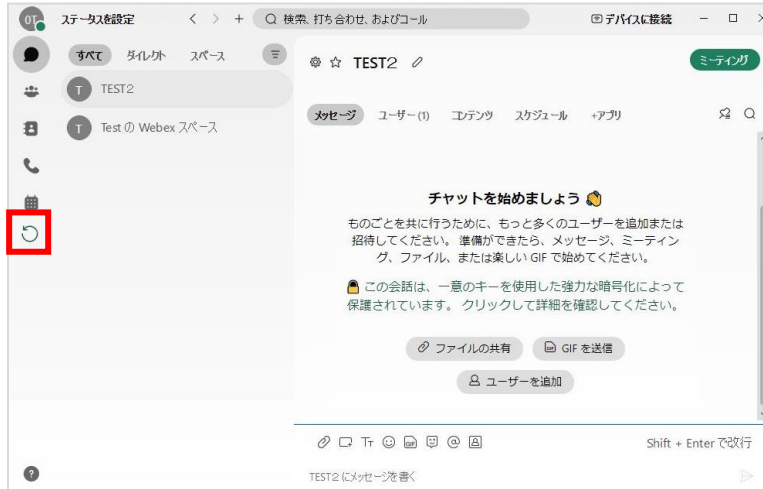 OT
ステータスを設定
検索、打ち合わせ、およびコール
デバイスに接続
すべて ダイレクト スペース
T TEST2
T Test の Webex スペース
TEST2
ミーティング
メッセージ ユーザー (1) コンテンツ スケジュール +アプリ
チャットを始めましょう
ものごとを共に行うために、もっと多くのユーザーを追加または
招待してください。 準備ができたら、メッセージ、ミーティン
グ、ファイル、または楽しい GIF で始めてください。
この会話は、一意のキーを使用した強力な暗号化によって
保護されています。 クリックして詳細を確認してください。
ファイルの共有 GIF を送信
ユーザーを追加
Shift + Enter で改行
TEST2 にメッセージを書く